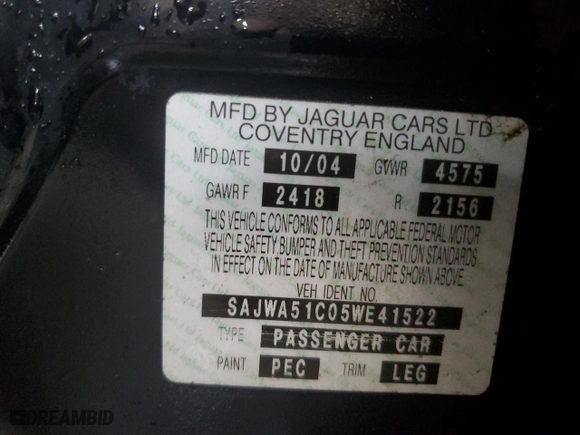 MFD BY JAGUAR CARS LTD
COVENTRY ENGLAND
MFD DATE 10/04 GVWR 4575
GAWR F 2418 R 2156
THIS VEHICLE CONFORMS TO ALL APPLICABLE FEDERAL MOTOR
VEHICLE SAFETY BUMPER AND THEFT PREVENTION STANDARDS
IN EFFECT ON THE DATE OF MANUFACTURE SHOWN ABOVE
VEH IDENT NO.
SAJWA51C05WE41522
TYPE PASSENGER CAR
PAINT PEC TRIM LEG
DREAMBID